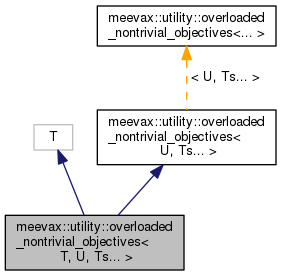 meevax::utility::overloaded
_nontrivial_objectives<... >
< U, Ts... >
T
meevax::utility::overloaded
_nontrivial_objectives<
U, Ts... >
meevax::utility::overloaded
_nontrivial_objectives<
T, U, Ts... >